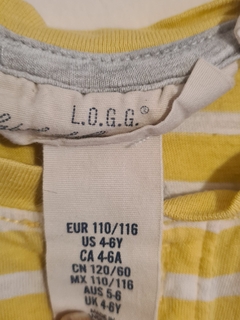 L.O.G.G.®
EUR 110/116
US 4-6Y
CA 4-6A
CN 120/60
MX 110/116
AUS 5-6
UK 4-6Y